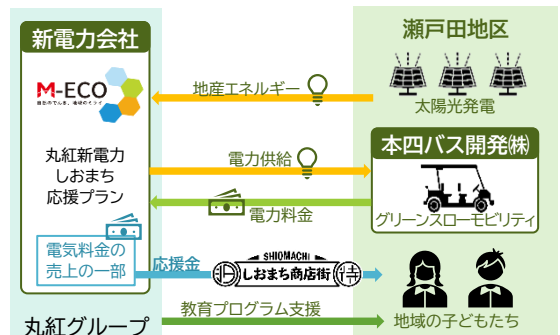 新電力会社
M-ECO
丸紅新電力
しおまち
応援プラン
電気料金の
売上の一部
丸紅グループ
地産エネルギー
電力供給
電力料金
応援金
SHIOMACHI
しおまち商店街
教育プログラム支援
瀬戸田地区
太陽光発電
本四バス開発㈱
グリーンスローモビリティ
地域の子どもたち